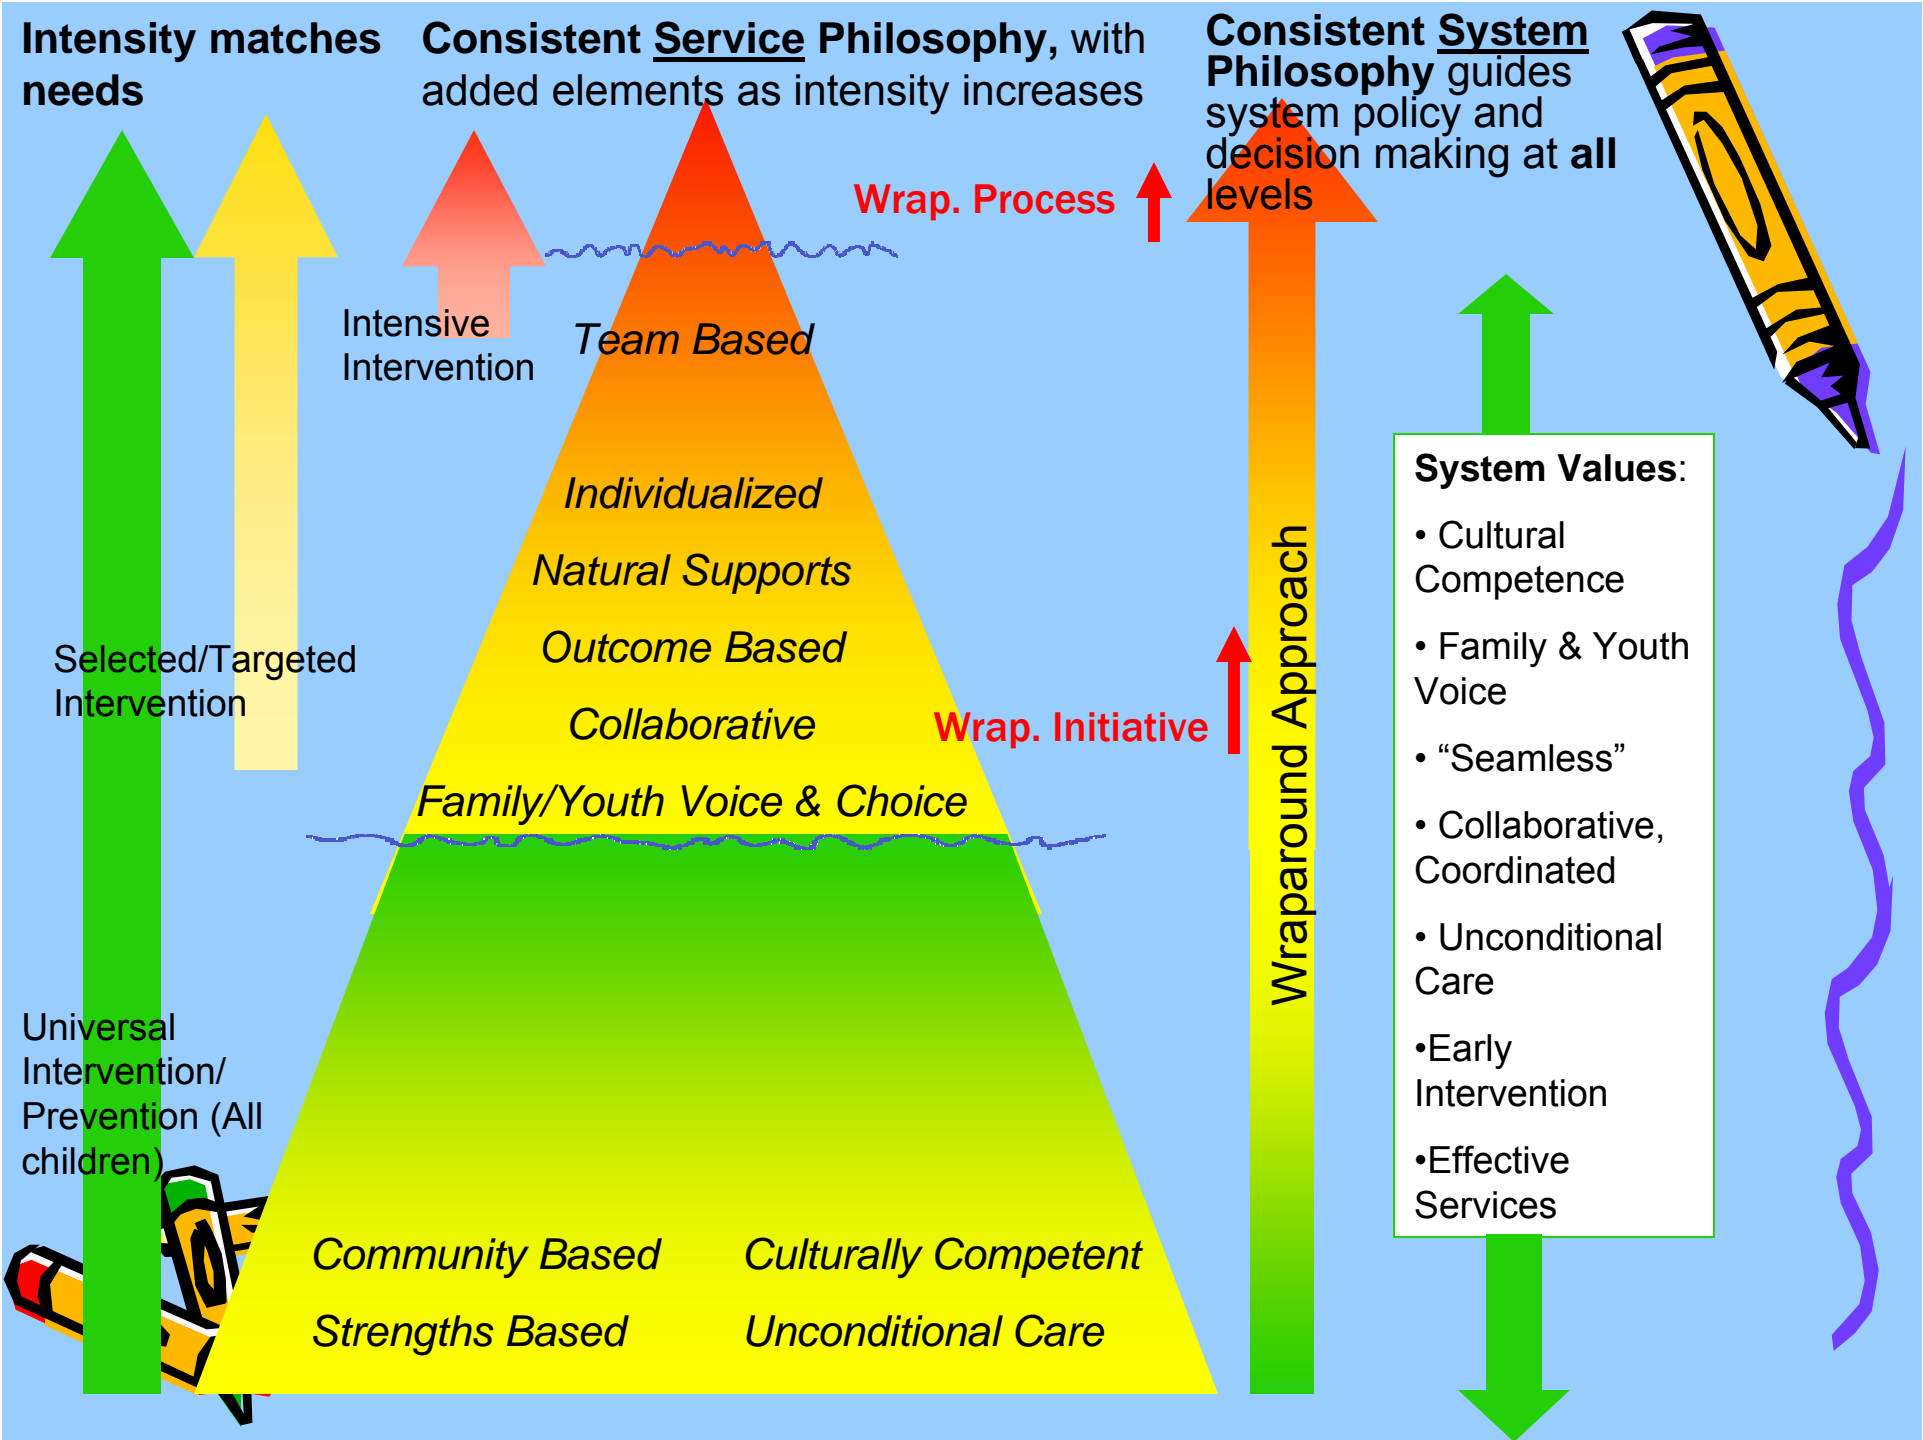 Intensity matches
needs
Consistent Service Philosophy, with
added elements as intensity increases
Consistent System
Philosophy guides
system policy and
decision making at all
levels
Wrap. Process
Intensive
Intervention
Team Based
Individualized
Natural Supports
Outcome Based
Collaborative
Family/Youth Voice & Choice
Selected/Targeted
Intervention
Wrap. Initiative
Wraparound Approach
Universal
Intervention/
Prevention (All
children)
Community Based
Culturally Competent
Strengths Based
Unconditional Care
System Values:
• Cultural
Competence
• Family & Youth
Voice
• “Seamless”
• Collaborative,
Coordinated
• Unconditional
Care
•Early
Intervention
•Effective
Services